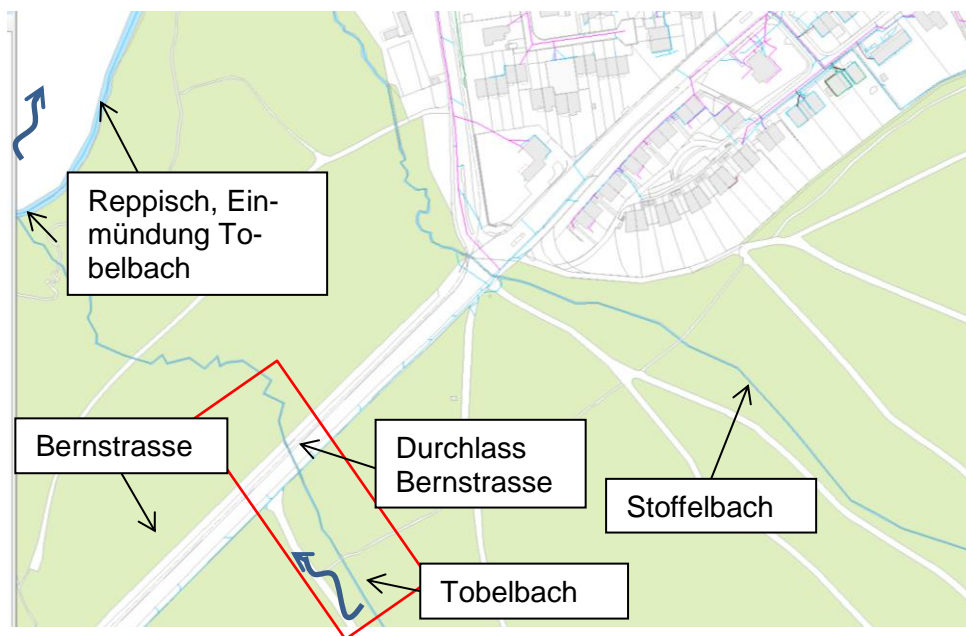 Reppisch, Ein-
mündung To-
belbach
Bernstrasse
Durchlass
Bernstrasse
Stoffelbach
Tobelbach